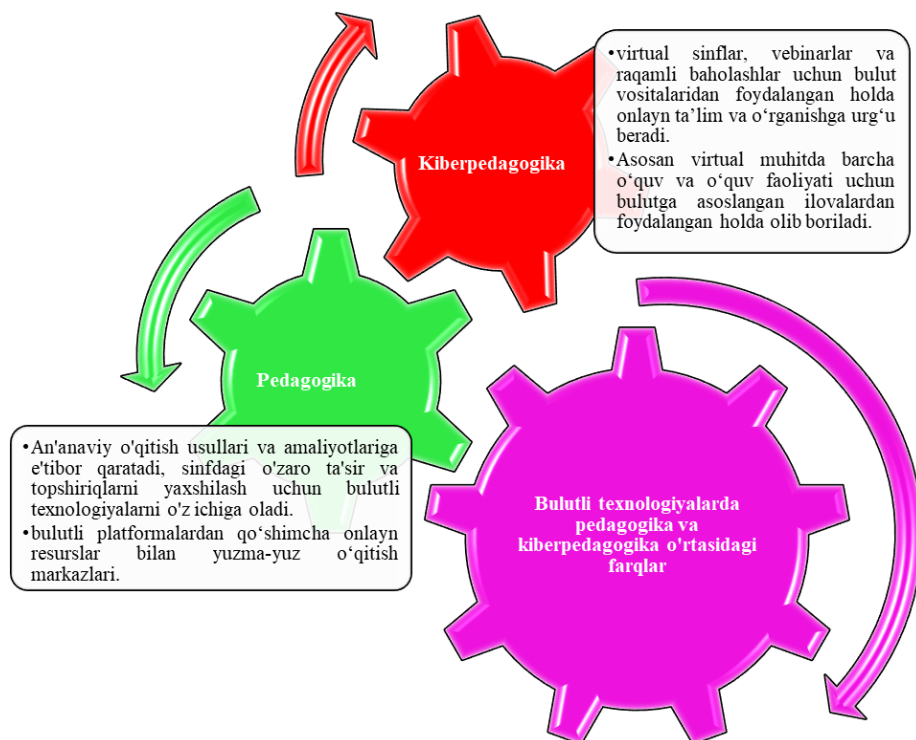 Kiberpedagogika
•virtual sinflar, vebinarlar va
raqamli baholashlar uchun bulut
vositalaridan foydalangan holda
onlayn ta’lim va o‘rganishga urg‘u
beradi.
•Asosan virtual muhitda barcha
o‘quv va o‘quv faoliyati uchun
bulutga asoslangan ilovalardan
foydalangan holda olib boriladi.
Pedagogika
•An'anaviy o'qitish usullari va amaliyotlariga
e'tibor qaratadi, sinfdagi o'zaro ta'sir va
topshiriqlarni yaxshilash uchun bulutli
texnologiyalarni o'z ichiga oladi.
•bulutli platformalardan qo‘shimcha onlayn
resurslar bilan yuzma-yuz o‘qitish
markazlari.
Bulutli texnologiyalarda
pedagogika va
kiberpedagogika o'rtasidagi
farqlar